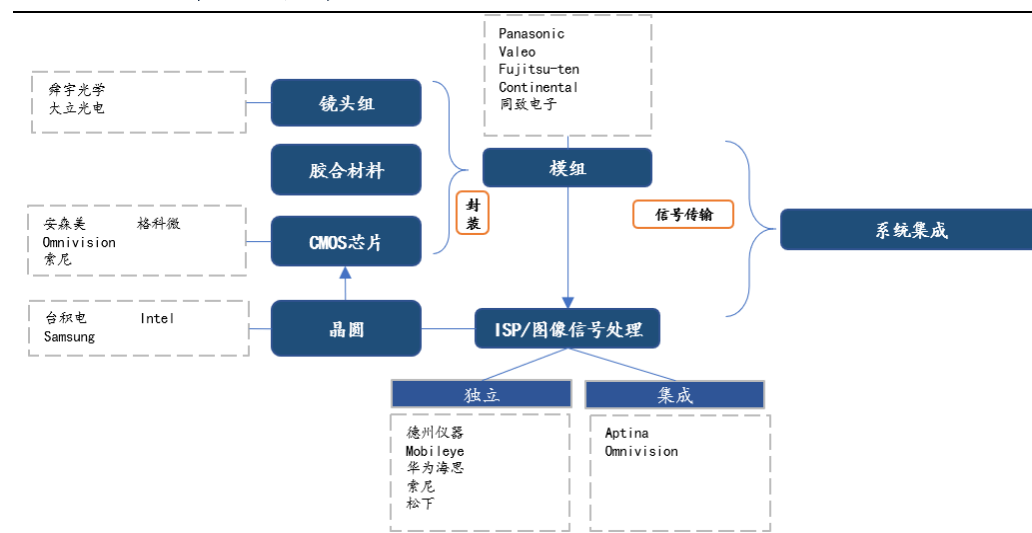 Panasonic
Valeo
Fujitsu-ten
Continental
同致电子
舜宇光学
大立光电
镜头组
胶合材料
模组
封装
信号传输
系统集成
安森美 格科微
Omnivision
索尼
CMOS芯片
台积电 Intel
Samsung
晶圆
ISP/图像信号处理
独立
集成
德州仪器
Mobileye
华为海思
索尼
松下
Aptina
Omnivision